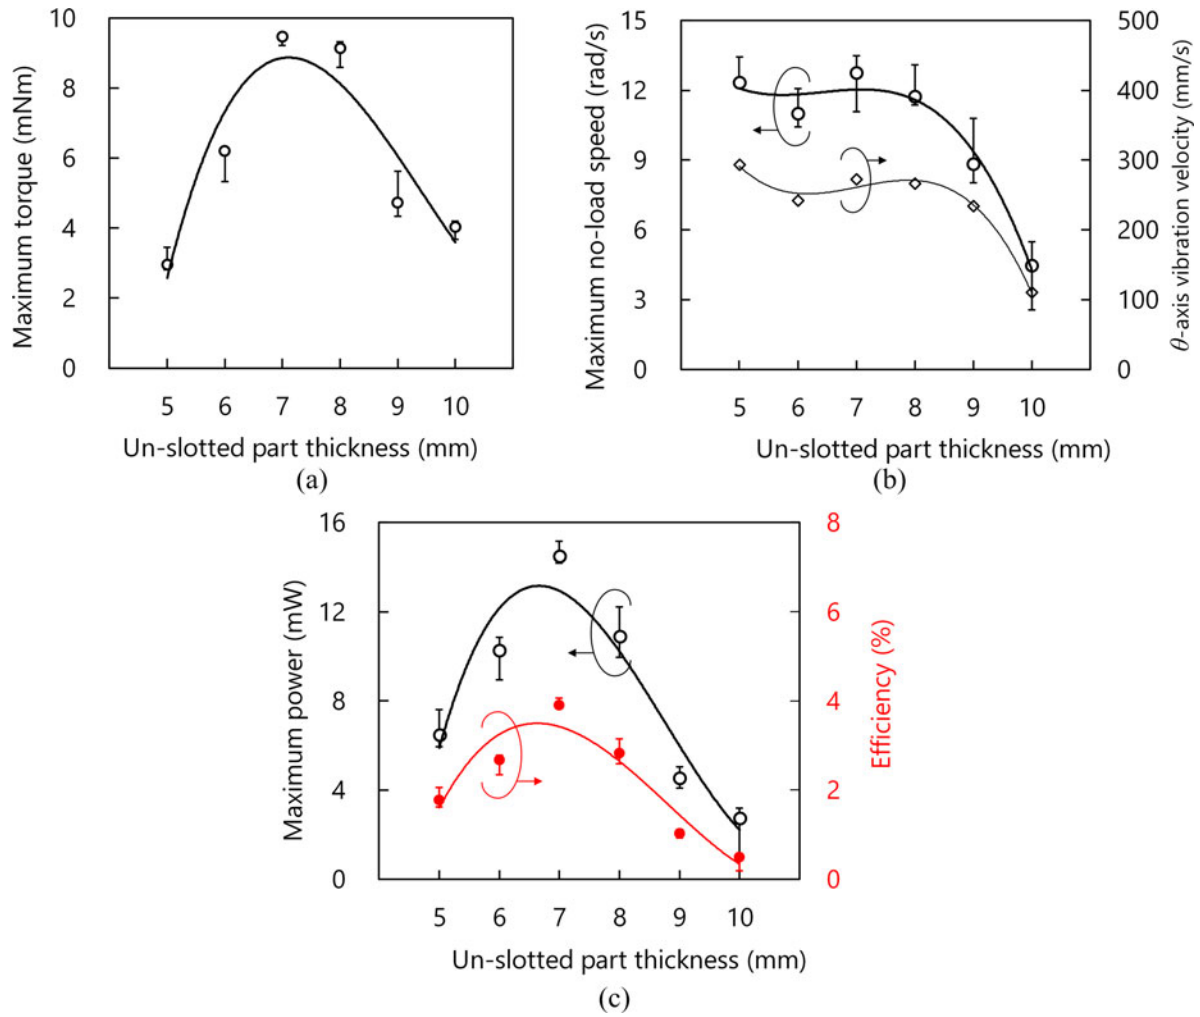 10
8
6
4
2
0
Maximum torque (mNm)
5 6 7 8 9 10
Un-slotted part thickness (mm)
(a)
15
12
9
6
3
0
Maximum no-load speed (rad/s)
500
400
300
200
100
0
θ-axis vibration velocity (mm/s)
5 6 7 8 9 10
Un-slotted part thickness (mm)
(b)
16
12
8
4
0
Maximum power (mW)
8
6
4
2
0
Efficiency (%)
5 6 7 8 9 10
Un-slotted part thickness (mm)
(c)